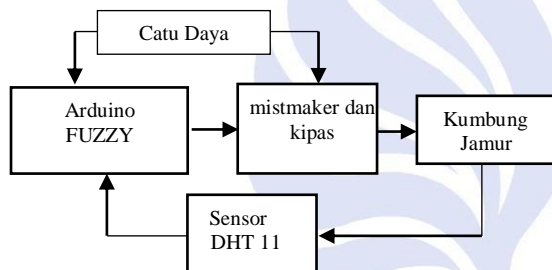 Catu Daya
Arduino
FUZZY
mistmaker dan
kipas
Kumbung
Jamur
Sensor
DHT 11